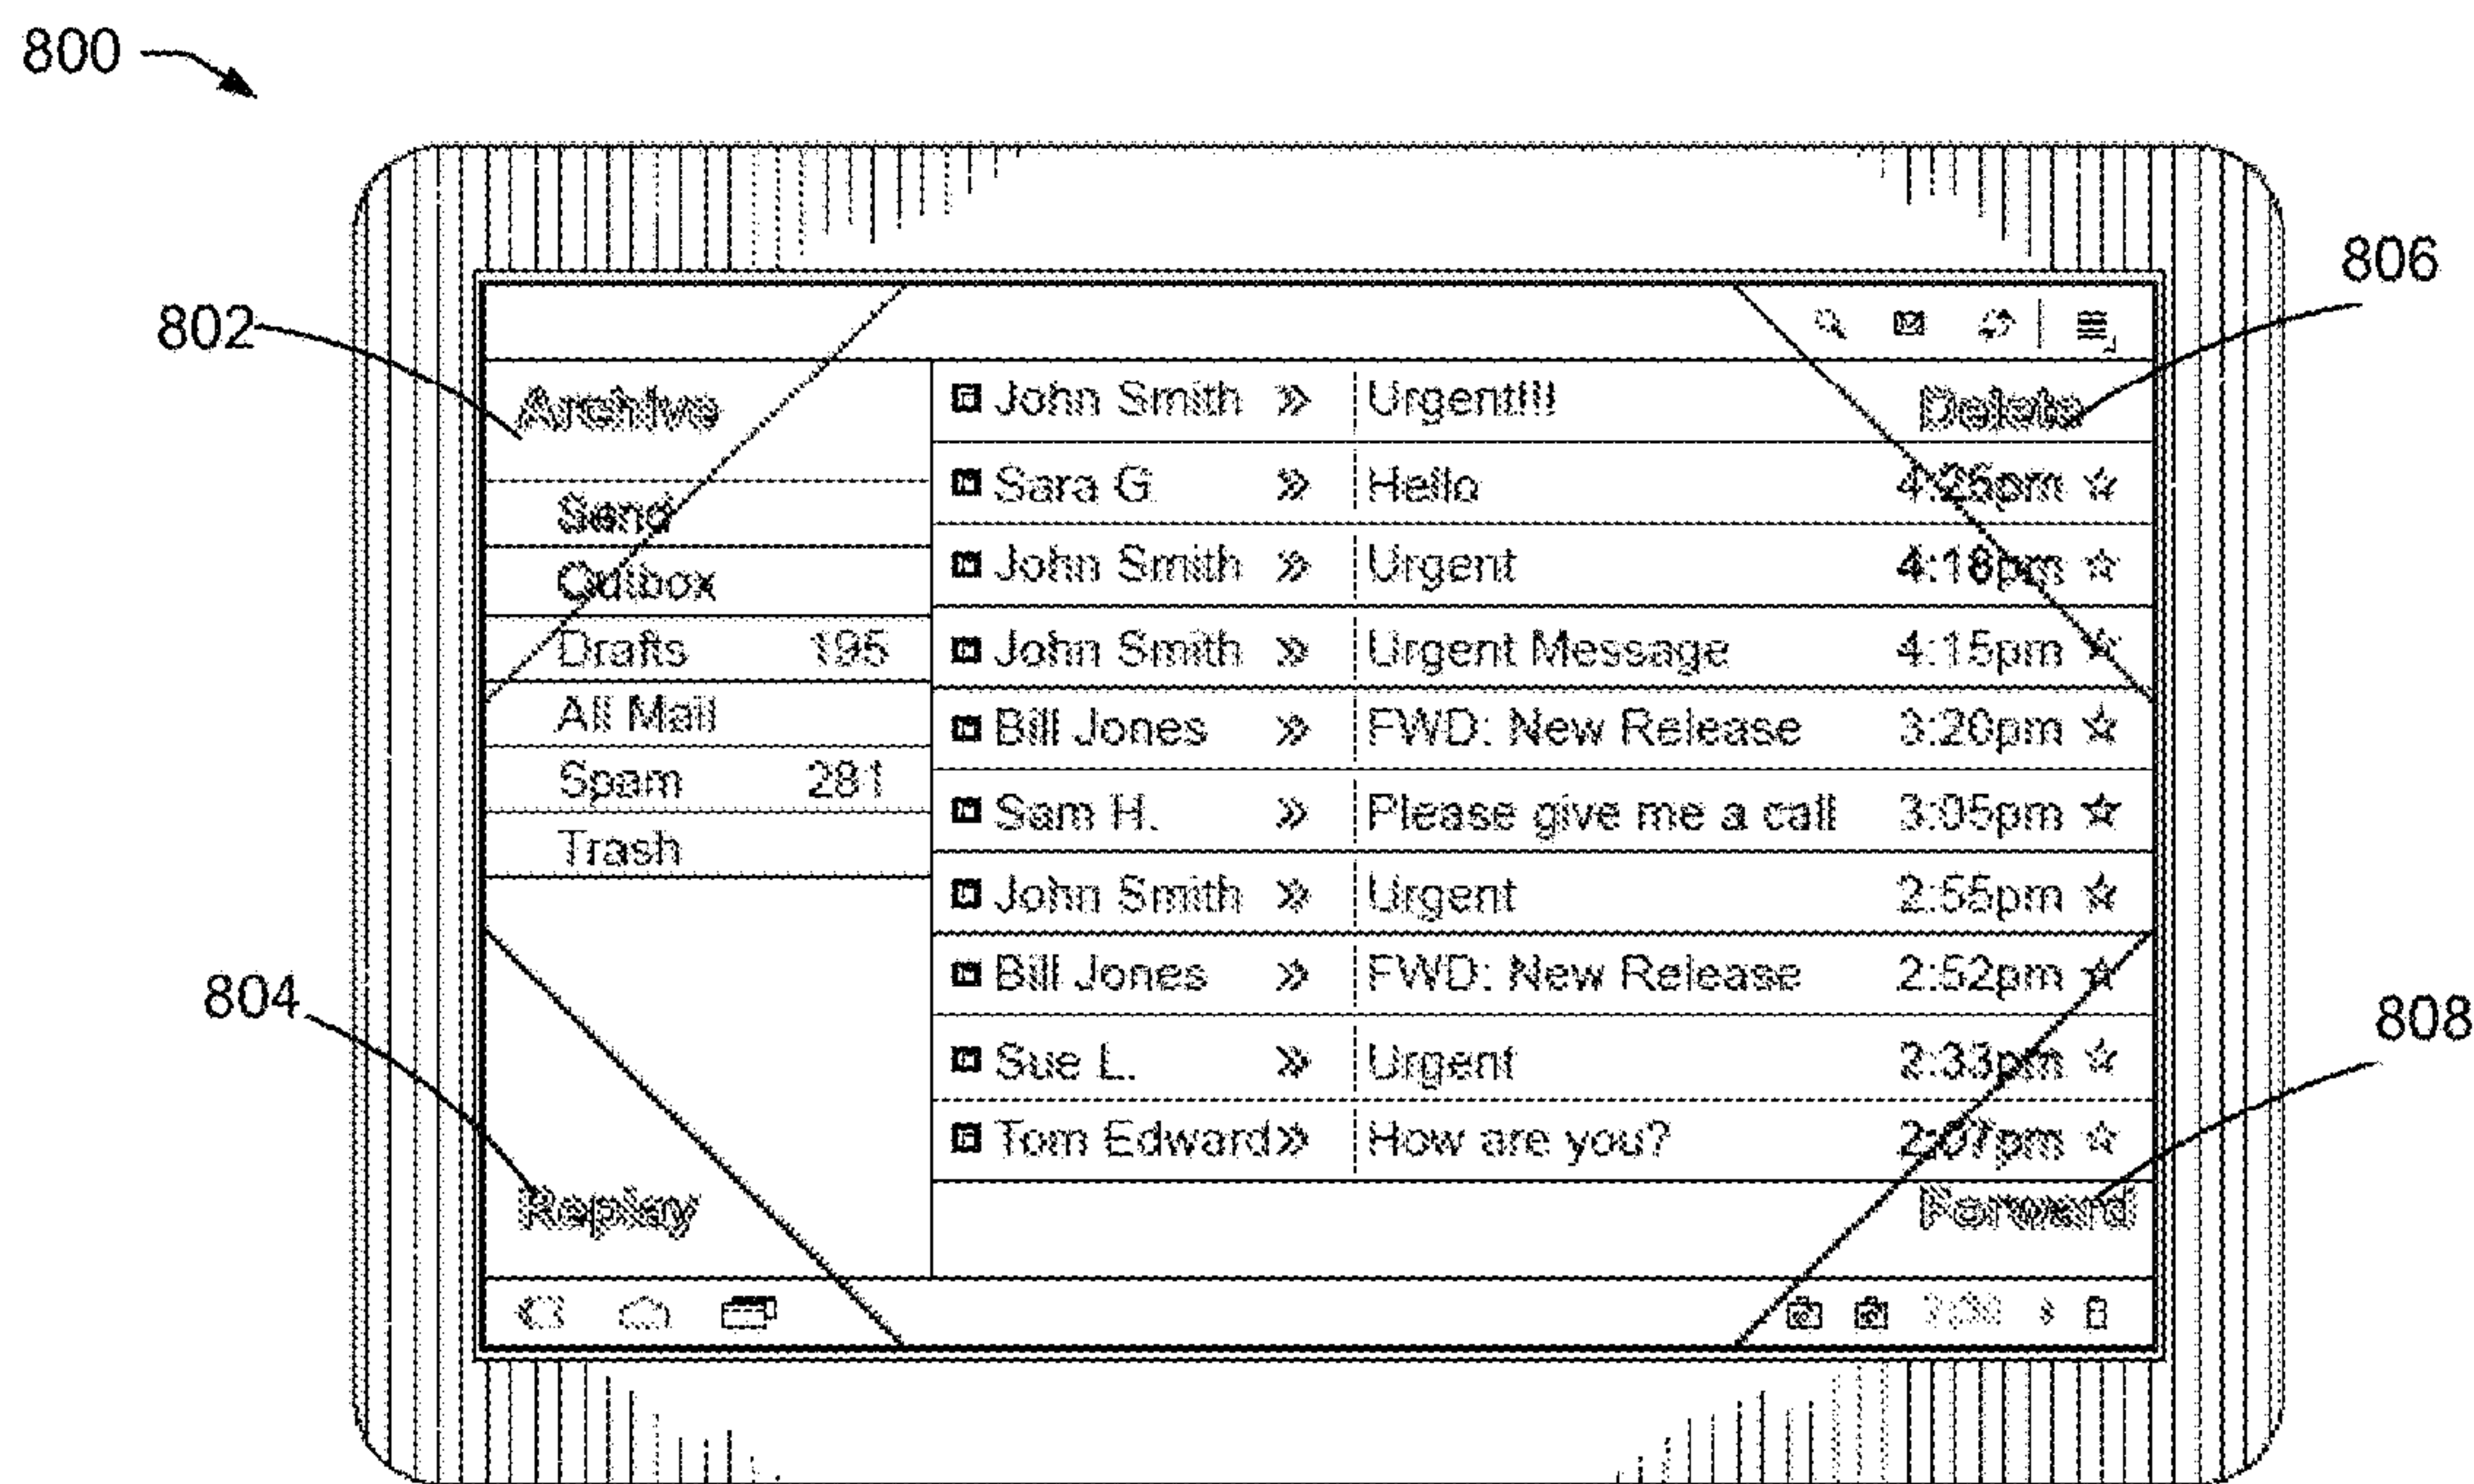 800
806
802
Archive John Smith » Urgent!!! Delete
Sara G. » Hello 4:25pm
Send
Outbox John Smith » Urgent 4:16pm
Drafts 195 John Smith » Urgent Message 4:15pm
All Mail Bill Jones » FWD: New Release 3:20pm
Spam 281 Sam H. » Please give me a call 3:05pm
Trash
John Smith » Urgent 2:55pm
804 Bill Jones » FWD: New Release 2:52pm
808
Sue L. » Urgent 2:33pm
Tom Edward» How are you? 2:07pm
Replay Forward